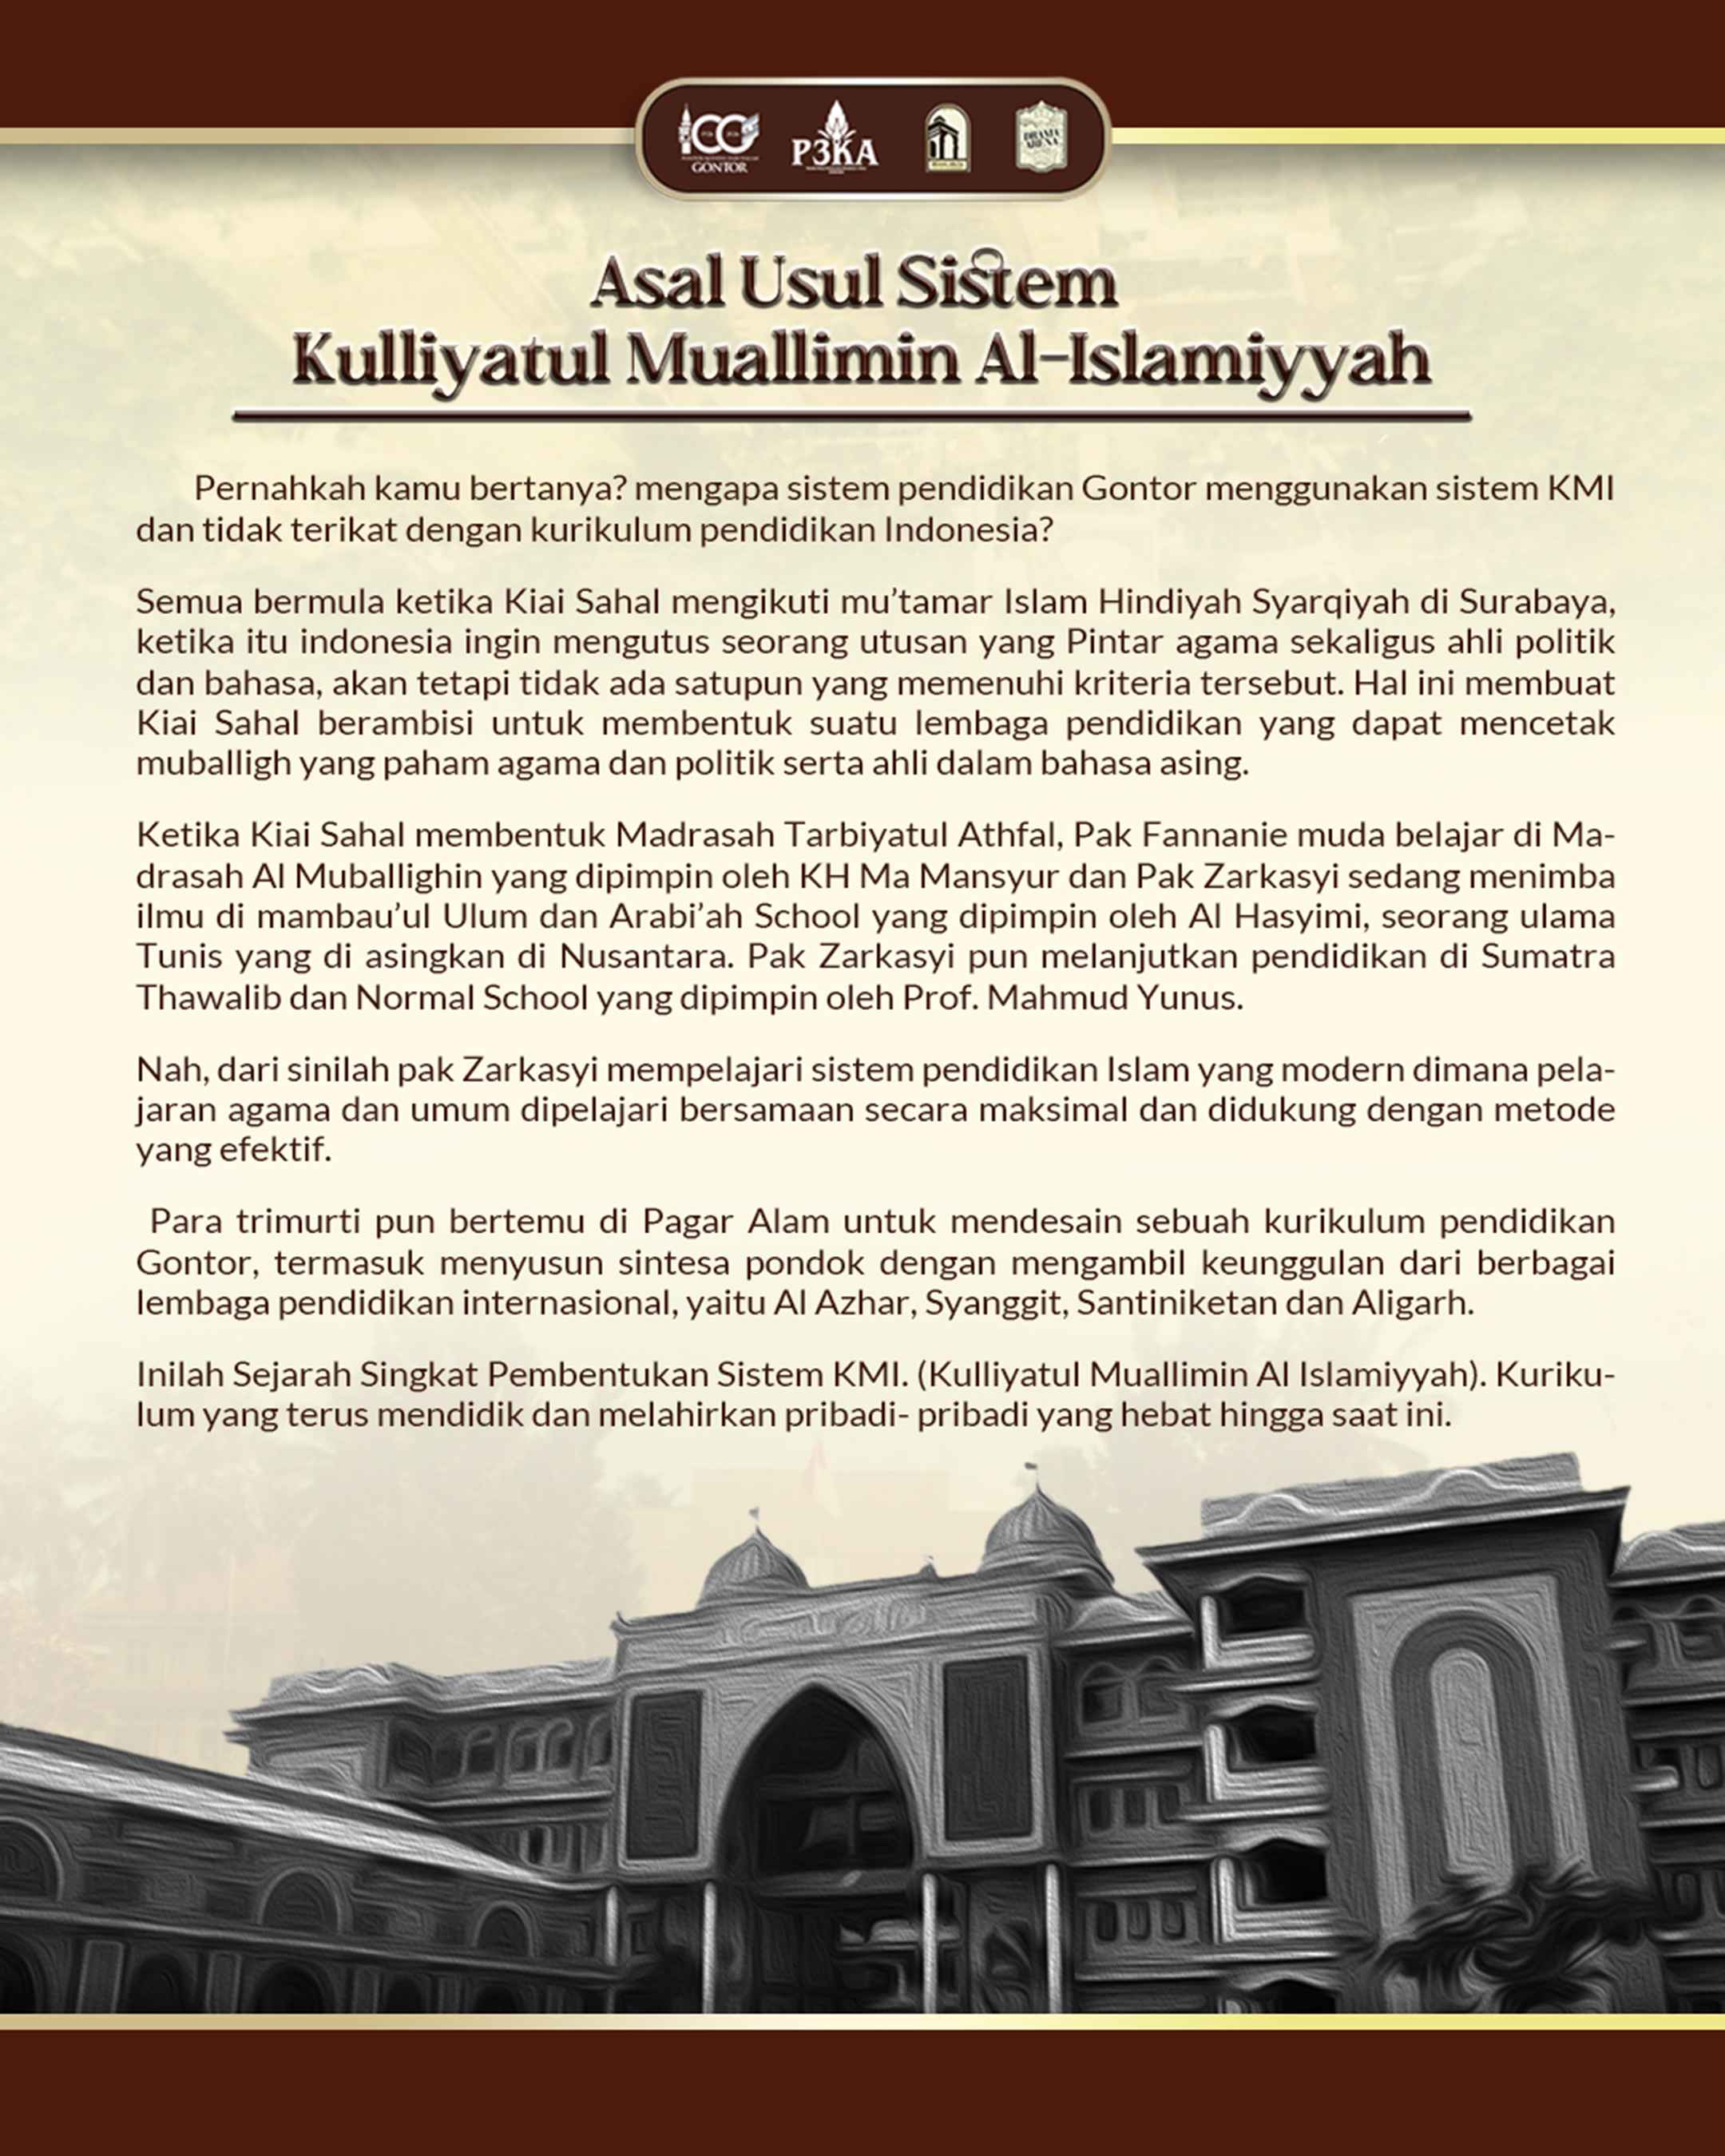 100
GONTOR
P3KA
DRAMA
ARENA
Asal Usul Sistem
Kulliyatul Muallimin Al-Islamiyyah
Pernahkah kamu bertanya? mengapa sistem pendidikan Gontor menggunakan sistem KMI
dan tidak terikat dengan kurikulum pendidikan Indonesia?
Semua bermula ketika Kiai Sahal mengikuti mu’tamar Islam Hindiyah Syarqiyah di Surabaya,
ketika itu indonesia ingin mengutus seorang utusan yang Pintar agama sekaligus ahli politik
dan bahasa, akan tetapi tidak ada satupun yang memenuhi kriteria tersebut. Hal ini membuat
Kiai Sahal berambisi untuk membentuk suatu lembaga pendidikan yang dapat mencetak
muballigh yang paham agama dan politik serta ahli dalam bahasa asing.
Ketika Kiai Sahal membentuk Madrasah Tarbiyatul Athfal, Pak Fannanie muda belajar di Ma-
drasah Al Muballighin yang dipimpin oleh KH Ma Mansyur dan Pak Zarkasyi sedang menimba
ilmu di mambau’ul Ulum dan Arabi’ah School yang dipimpin oleh Al Hasyimi, seorang ulama
Tunis yang di asingkan di Nusantara. Pak Zarkasyi pun melanjutkan pendidikan di Sumatra
Thawalib dan Normal School yang dipimpin oleh Prof. Mahmud Yunus.
Nah, dari sinilah pak Zarkasyi mempelajari sistem pendidikan Islam yang modern dimana pela-
jaran agama dan umum dipelajari bersamaan secara maksimal dan didukung dengan metode
yang efektif.
Para trimurti pun bertemu di Pagar Alam untuk mendesain sebuah kurikulum pendidikan
Gontor, termasuk menyusun sintesa pondok dengan mengambil keunggulan dari berbagai
lembaga pendidikan internasional, yaitu Al Azhar, Syanggit, Santiniketan dan Aligarh.
Inilah Sejarah Singkat Pembentukan Sistem KMI. (Kulliyatul Muallimin Al Islamiyyah). Kuriku-
lum yang terus mendidik dan melahirkan pribadi- pribadi yang hebat hingga saat ini.